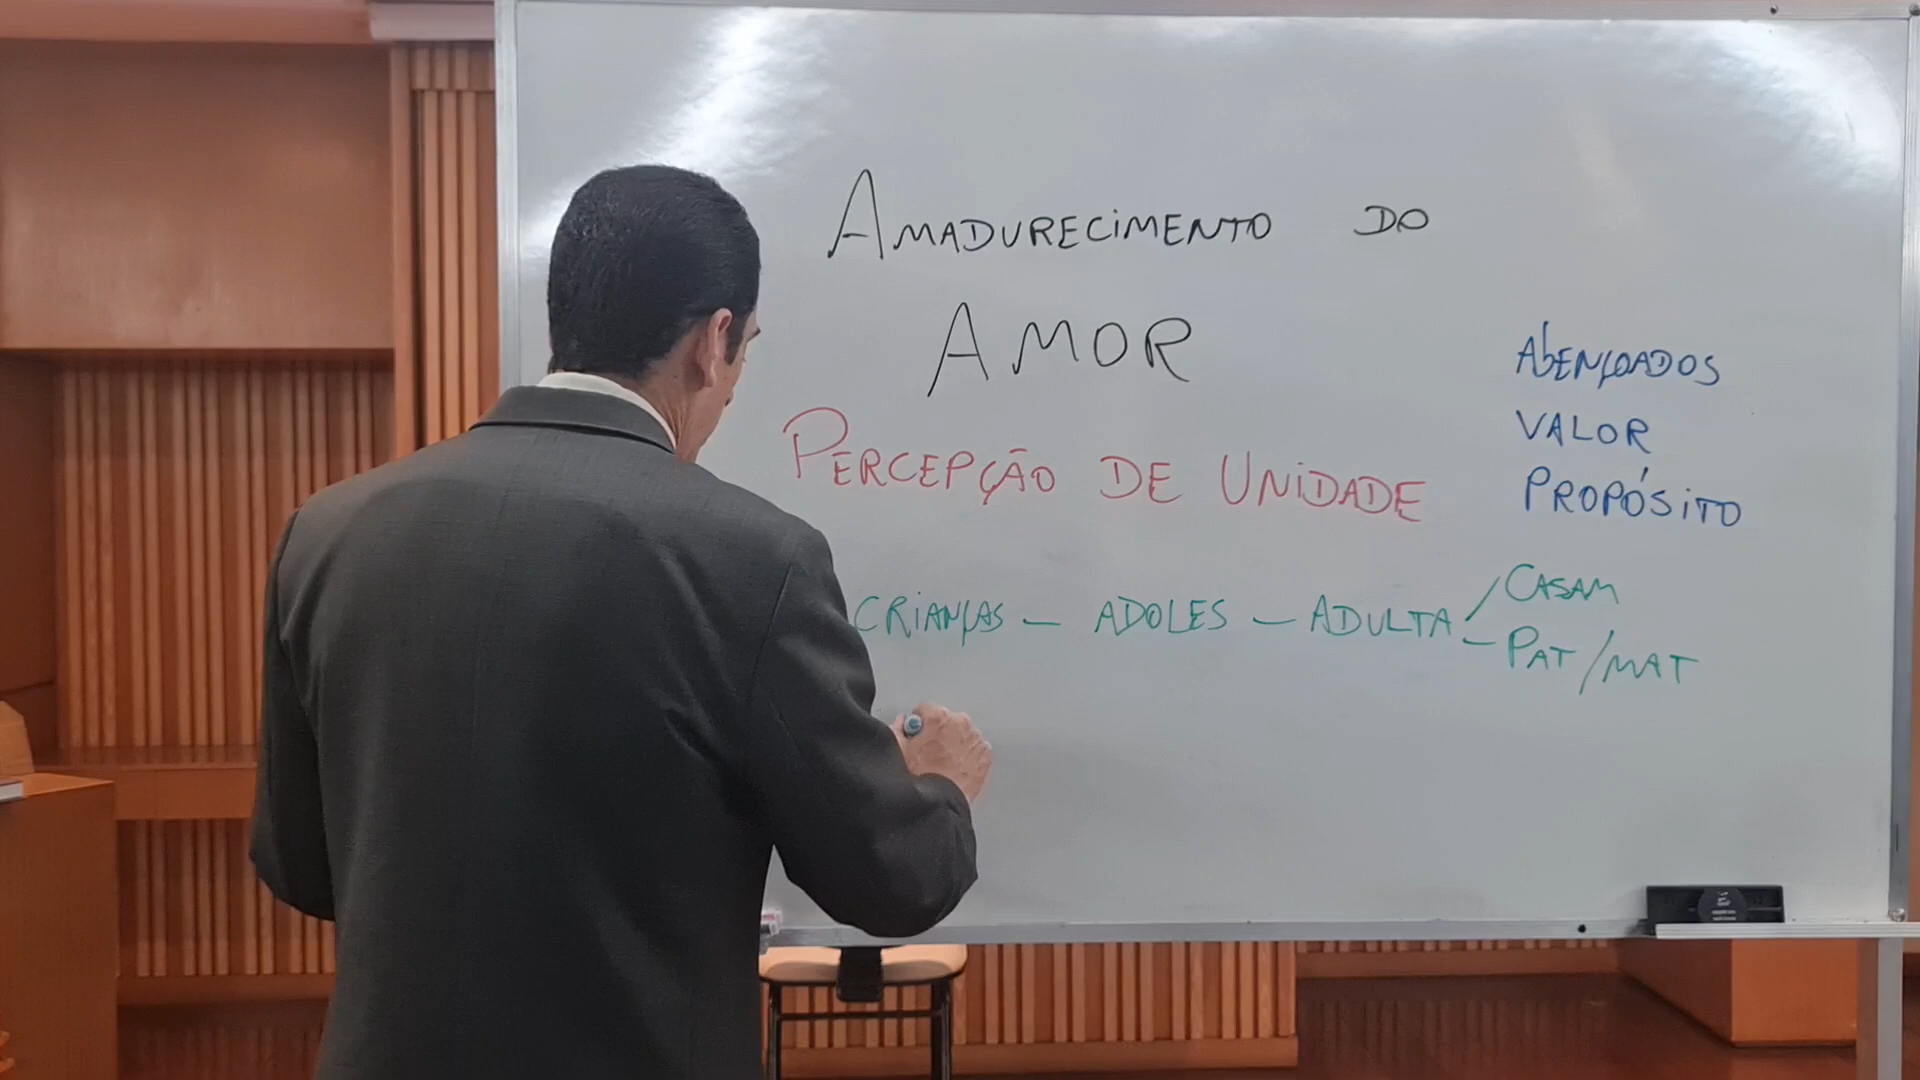 AMADURECIMENTO DO
AMOR
PERCEPÇÃO DE UNIDADE
AbENÇOADOS
VALOR
PROPÓSITO
CRIANÇAS — ADOLES — ADULTA
CASAM
PAT/MAT